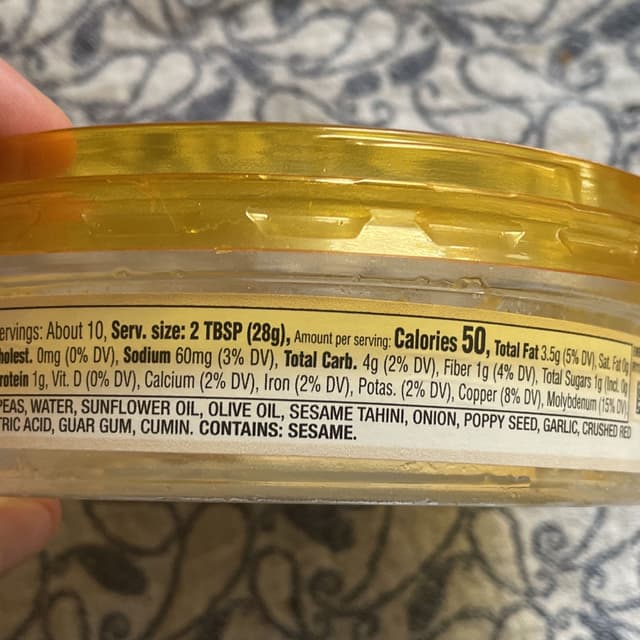 ervings: About 10, Serv. size: 2 TBSP (28g), Amount per serving: Calories 50, Total Fat 3.5g (5% DV), Sat. Fat 0g
holest. 0mg (0% DV), Sodium 60mg (3% DV), Total Carb. 4g (2% DV), Fiber 1g (4% DV), Total Sugars 1g (Incl. 0g
rotein 1g, Vit. D (0% DV), Calcium (2% DV), Iron (2% DV), Potas. (2% DV), Copper (8% DV), Molybdenum (15% DV)
PEAS, WATER, SUNFLOWER OIL, OLIVE OIL, SESAME TAHINI, ONION, POPPY SEED, GARLIC, CRUSHED RED
TRIC ACID, GUAR GUM, CUMIN. CONTAINS: SESAME.